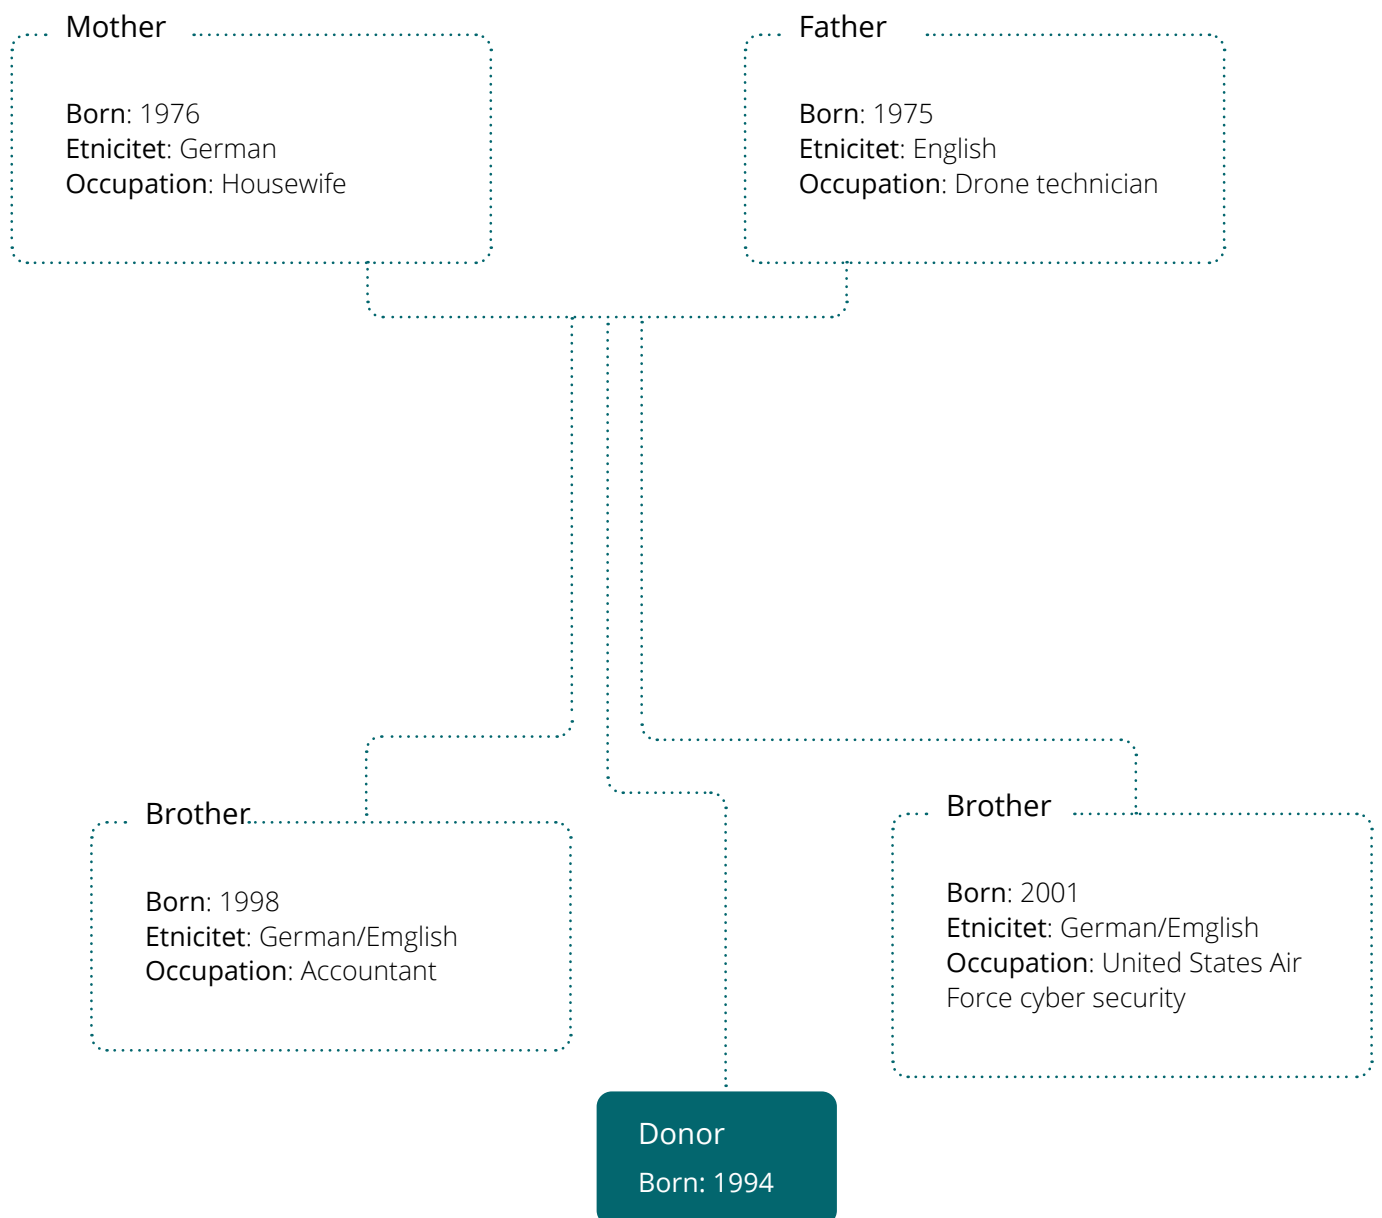 Mother
Born: 1976
Etnicitet: German
Occupation: Housewife
Father
Born: 1975
Etnicitet: English
Occupation: Drone technician
Brother
Born: 1998
Etnicitet: German/Emglish
Occupation: Accountant
Brother
Born: 2001
Etnicitet: German/Emglish
Occupation: United States Air
Force cyber security
Donor
Born: 1994